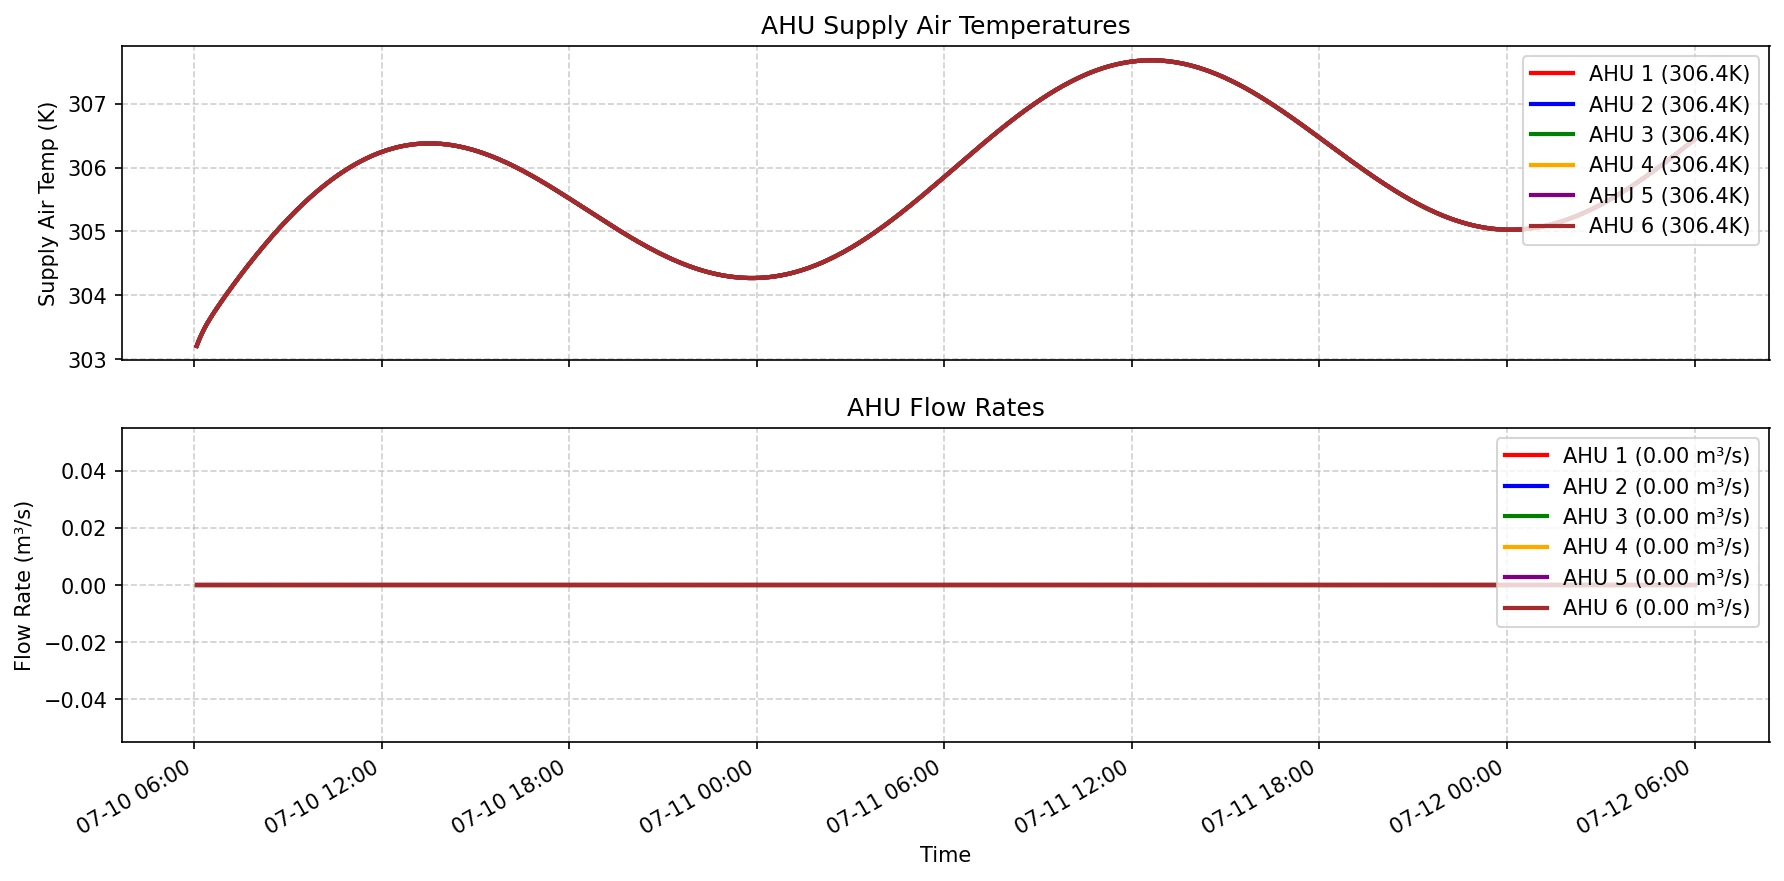 AHU Supply Air Temperatures
Supply Air Temp (K)
307
306
305
304
303
AHU 1 (306.4K)
AHU 2 (306.4K)
AHU 3 (306.4K)
AHU 4 (306.4K)
AHU 5 (306.4K)
AHU 6 (306.4K)
AHU Flow Rates
Flow Rate (m³/s)
0.04
0.02
0.00
−0.02
−0.04
AHU 1 (0.00 m³/s)
AHU 2 (0.00 m³/s)
AHU 3 (0.00 m³/s)
AHU 4 (0.00 m³/s)
AHU 5 (0.00 m³/s)
AHU 6 (0.00 m³/s)
07-10 06:00
07-10 12:00
07-10 18:00
07-11 00:00
07-11 06:00
07-11 12:00
07-11 18:00
07-12 00:00
07-12 06:00
Time